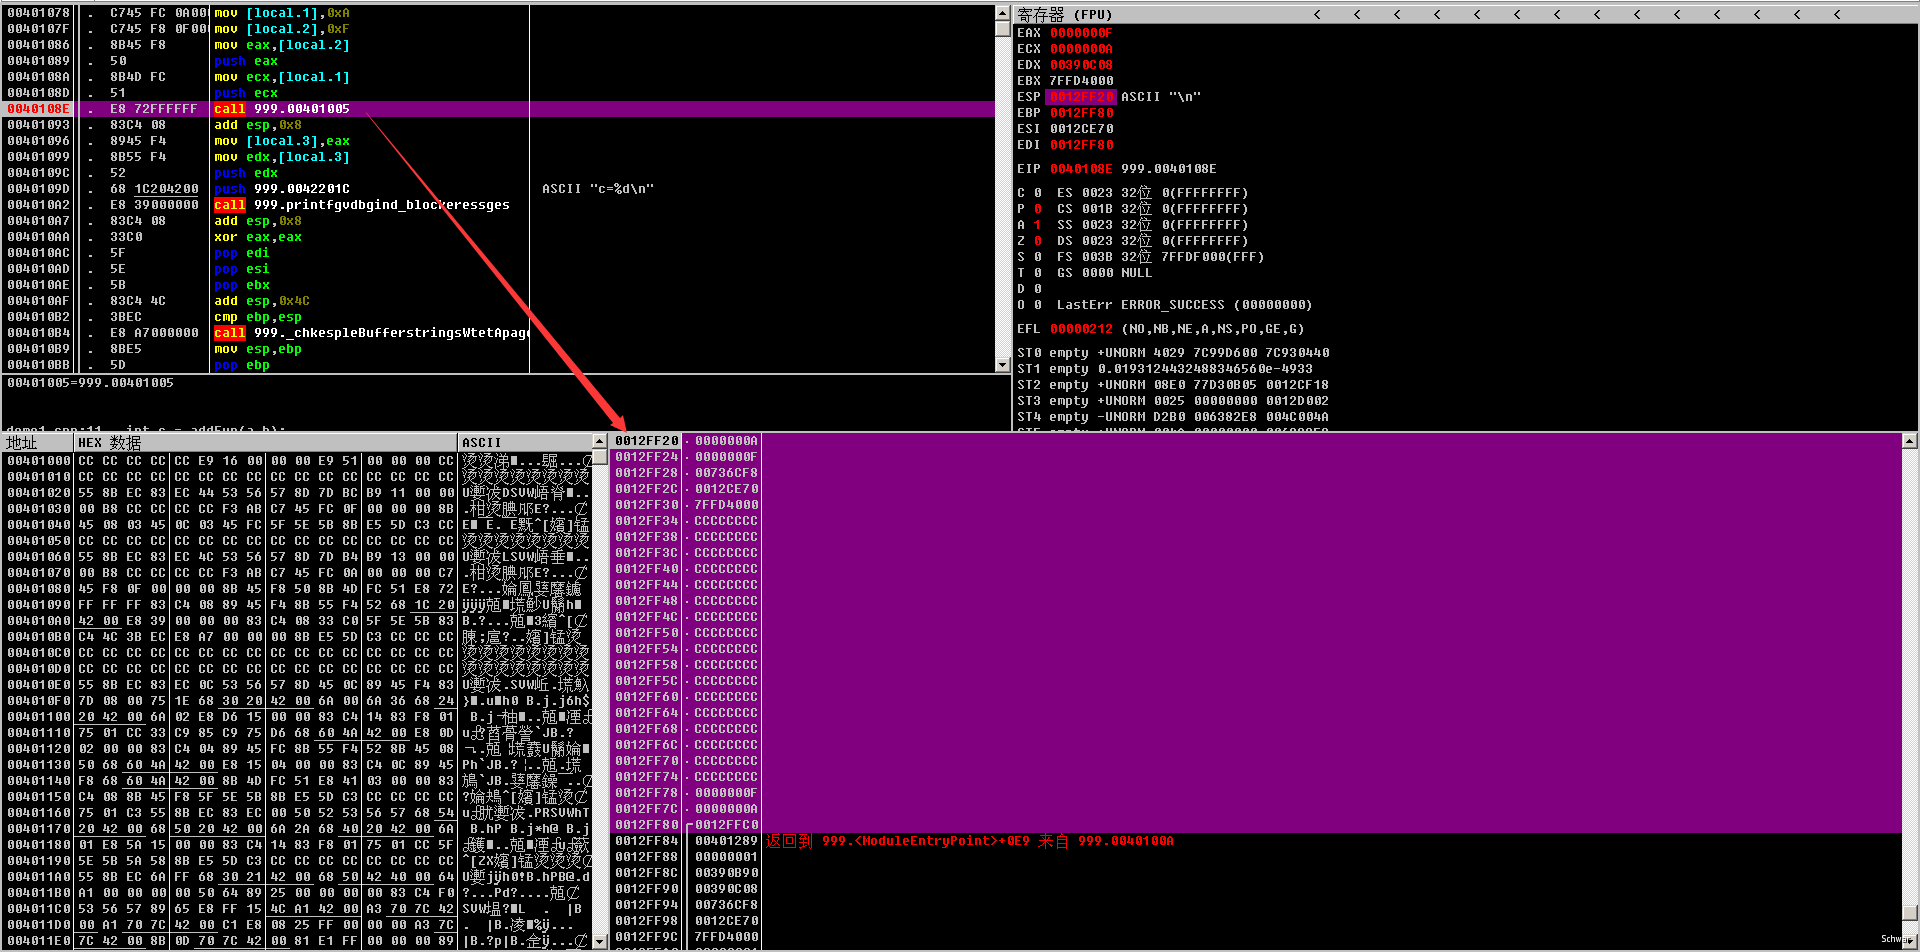 00401078 . C745 FC 0A00 mov [local.1],0xA
0040107F . C745 F8 0F00 mov [local.2],0xF
00401086 . 8B45 F8 mov eax,[local.2]
00401089 . 50 push eax
0040108A . 8B4D FC mov ecx,[local.1]
0040108D . 51 push ecx
0040108E . E8 72FFFFFF call 999.00401005
00401093 . 83C4 08 add esp,0x8
00401096 . 8945 F4 mov [local.3],eax
00401099 . 8B55 F4 mov edx,[local.3]
0040109C . 52 push edx
0040109D . 68 1C204200 push 999.0042201C ASCII "c=%d\n"
004010A2 . E8 39000000 call 999.printfgvdbgind_blockeressges
004010A7 . 83C4 08 add esp,0x8
004010AA . 33C0 xor eax,eax
004010AC . 5F pop edi
004010AD . 5E pop esi
004010AE . 5B pop ebx
004010AF . 83C4 4C add esp,0x4C
004010B2 . 3BEC cmp ebp,esp
004010B4 . E8 A7000000 call 999._chkespleBufferstringsWtetApag
004010B9 . 8BE5 mov esp,ebp
004010BB . 5D pop ebp
00401005=999.00401005
寄存器 (FPU) < < < < < < < < < < < < < <
EAX 0000000F
ECX 0000000A
EDX 00390C08
EBX 7FFD4000
ESP 0012FF20 ASCII "\n"
EBP 0012FF80
ESI 0012CE70
EDI 0012FF80
EIP 0040108E 999.0040108E
C 0 ES 0023 32位 0(FFFFFFFF)
P 0 CS 001B 32位 0(FFFFFFFF)
A 1 SS 0023 32位 0(FFFFFFFF)
Z 0 DS 0023 32位 0(FFFFFFFF)
S 0 FS 003B 32位 7FFDF000(FFF)
T 0 GS 0000 NULL
D 0
O 0 LastErr ERROR_SUCCESS (00000000)
EFL 00000212 (NO,NB,NE,A,NS,PO,GE,G)
ST0 empty +UNORM 4029 7C99D600 7C930440
ST1 empty 0.0193124432488346560e-4933
ST2 empty +UNORM 08E0 77D30B05 0012CF18
ST3 empty +UNORM 0025 00000000 0012D002
ST4 empty -UNORM D2B0 006382E8 004C004A
地址 HEX 数据 ASCII
00401000 CC CC CC CC CC E9 16 00 00 00 E9 51 00 00 00 CC
00401010 CC CC CC CC CC CC CC CC CC CC CC CC CC CC CC CC
00401020 55 8B EC 83 EC 44 53 56 57 8D 7D BC B9 11 00 00
00401030 00 B8 CC CC CC CC F3 AB C7 45 FC 0F 00 00 00 8B
00401040 45 08 03 45 0C 03 45 FC 5F 5E 5B 8B E5 5D C3 CC
00401050 CC CC CC CC CC CC CC CC CC CC CC CC CC CC CC CC
00401060 55 8B EC 83 EC 4C 53 56 57 8D 7D B4 B9 13 00 00
00401070 00 B8 CC CC CC CC F3 AB C7 45 FC 0A 00 00 00 C7
00401080 45 F8 0F 00 00 00 8B 45 F8 50 8B 4D FC 51 E8 72
00401090 FF FF FF 83 C4 08 89 45 F4 8B 55 F4 52 68 1C 20
004010A0 42 00 E8 39 00 00 00 83 C4 08 33 C0 5F 5E 5B 83
004010B0 C4 4C 3B EC E8 A7 00 00 00 8B E5 5D C3 CC CC CC
004010C0 CC CC CC CC CC CC CC CC CC CC CC CC CC CC CC CC
004010D0 CC CC CC CC CC CC CC CC CC CC CC CC CC CC CC CC
004010E0 55 8B EC 83 EC 0C 53 56 57 8D 45 0C 89 45 F4 83
004010F0 7D 08 00 75 1E 68 30 20 42 00 6A 00 6A 36 68 24
00401100 20 42 00 6A 02 E8 D6 15 00 00 83 C4 14 83 F8 01
00401110 75 01 CC 33 C9 85 C9 75 D6 68 60 4A 42 00 E8 0D
00401120 02 00 00 83 C4 04 89 45 FC 8B 55 F4 52 8B 45 08
00401130 50 68 60 4A 42 00 E8 15 04 00 00 83 C4 0C 89 45
00401140 F8 68 60 4A 42 00 8B 4D FC 51 E8 41 03 00 00 83
00401150 C4 08 8B 45 F8 5F 5E 5B 8B E5 5D C3 CC CC CC CC
00401160 75 01 C3 55 8B EC 83 EC 00 50 52 53 56 57 68 54
00401170 20 42 00 68 50 20 42 00 6A 2A 68 40 20 42 00 6A
00401180 01 E8 5A 15 00 00 83 C4 14 83 F8 01 75 01 CC 5F
00401190 5E 5B 5A 58 8B E5 5D C3 CC CC CC CC CC CC CC CC
004011A0 55 8B EC 6A FF 68 30 21 42 00 68 50 42 40 00 64
004011B0 A1 00 00 00 00 50 64 89 25 00 00 00 00 83 C4 F0
004011C0 53 56 57 89 65 E8 FF 15 4C A1 42 00 A3 70 7C 42
004011D0 00 A1 70 7C 42 00 C1 E8 08 25 FF 00 00 00 A3 7C
004011E0 7C 42 00 8B 0D 70 7C 42 00 81 E1 FF 00 00 00 89
0012FF20 0000000A
0012FF24 0000000F
0012FF28 00736CF8
0012FF2C 0012CE70
0012FF30 7FFD4000
0012FF34 CCCCCCCC
0012FF38 CCCCCCCC
0012FF3C CCCCCCCC
0012FF40 CCCCCCCC
0012FF44 CCCCCCCC
0012FF48 CCCCCCCC
0012FF4C CCCCCCCC
0012FF50 CCCCCCCC
0012FF54 CCCCCCCC
0012FF58 CCCCCCCC
0012FF5C CCCCCCCC
0012FF60 CCCCCCCC
0012FF64 CCCCCCCC
0012FF68 CCCCCCCC
0012FF6C CCCCCCCC
0012FF70 CCCCCCCC
0012FF74 CCCCCCCC
0012FF78 0000000F
0012FF7C 0000000A
0012FF80 0012FFC0
0012FF84 00401289 返回到 999.<ModuleEntryPoint>+0E9 来自 999.0040100A
0012FF88 00000001
0012FF8C 00390B90
0012FF90 00390C08
0012FF94 00736CF8
0012FF98 0012CE70
0012FF9C 7FFD4000